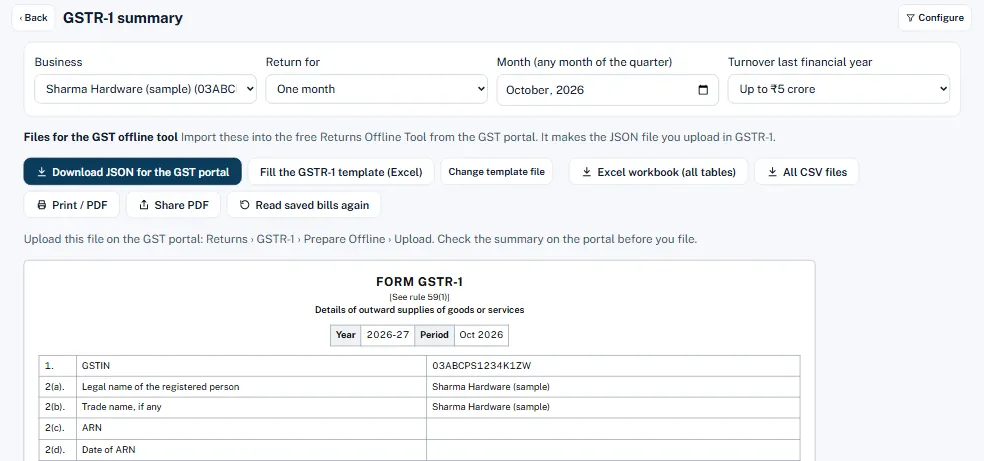 ‹ Back GSTR-1 summary Configure
Business Return for Month (any month of the quarter) Turnover last financial year
Sharma Hardware (sample) (03ABC One month October, 2026 Up to ₹5 crore
Files for the GST offline tool Import these into the free Returns Offline Tool from the GST portal. It makes the JSON file you upload in GSTR-1.
Download JSON for the GST portal Fill the GSTR-1 template (Excel) Change template file Excel workbook (all tables) All CSV files
Print / PDF Share PDF Read saved bills again
Upload this file on the GST portal: Returns › GSTR-1 › Prepare Offline › Upload. Check the summary on the portal before you file.
FORM GSTR-1
[See rule 59(1)]
Details of outward supplies of goods or services
Year 2026-27 Period Oct 2026
1. GSTIN 03ABCPS1234K1ZW
2(a). Legal name of the registered person Sharma Hardware (sample)
2(b). Trade name, if any Sharma Hardware (sample)
2(c). ARN
2(d). Date of ARN